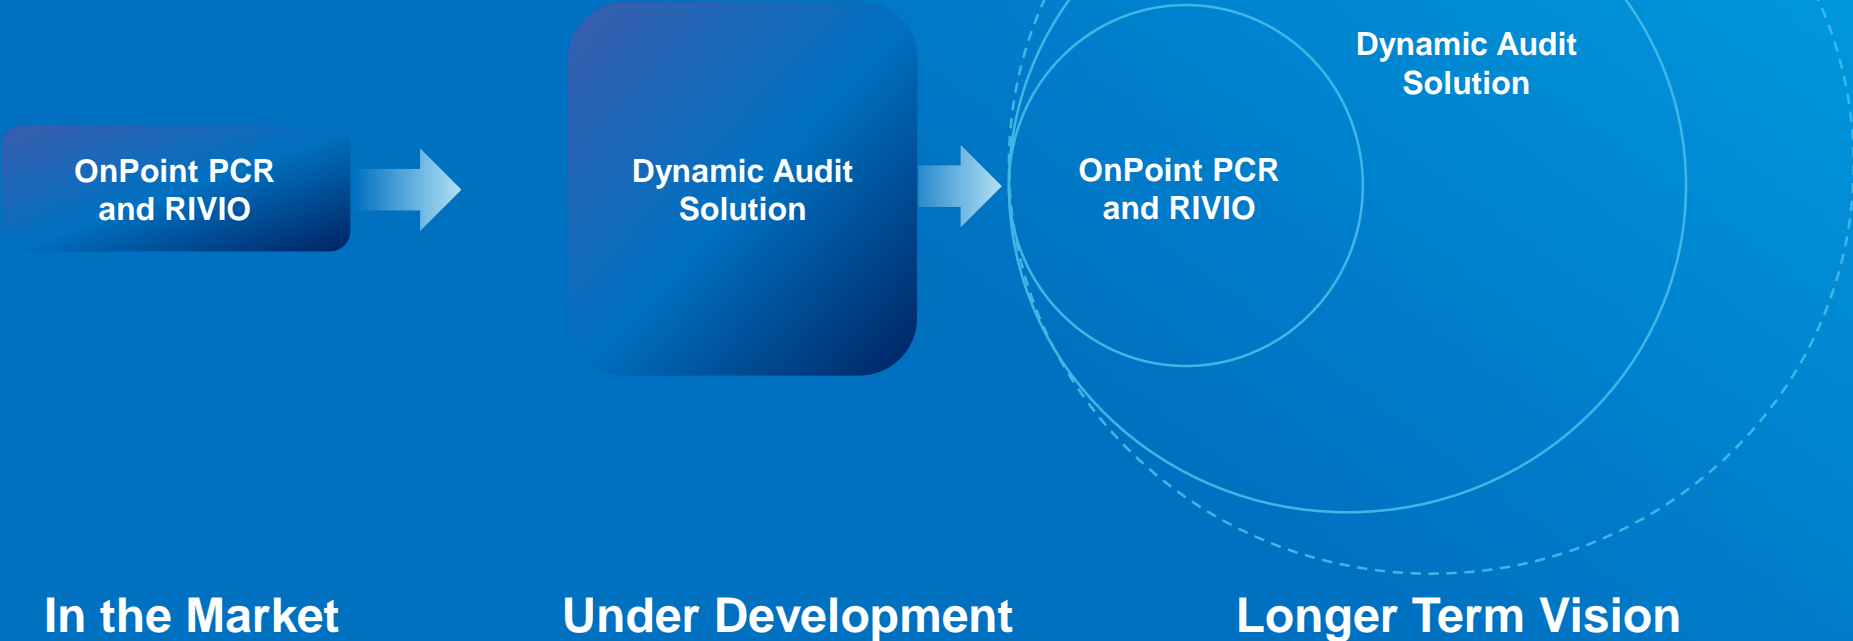 OnPoint PCR
and RIVIO
Dynamic Audit
Solution
Dynamic Audit
Solution
OnPoint PCR
and RIVIO
In the Market
Under Development
Longer Term Vision